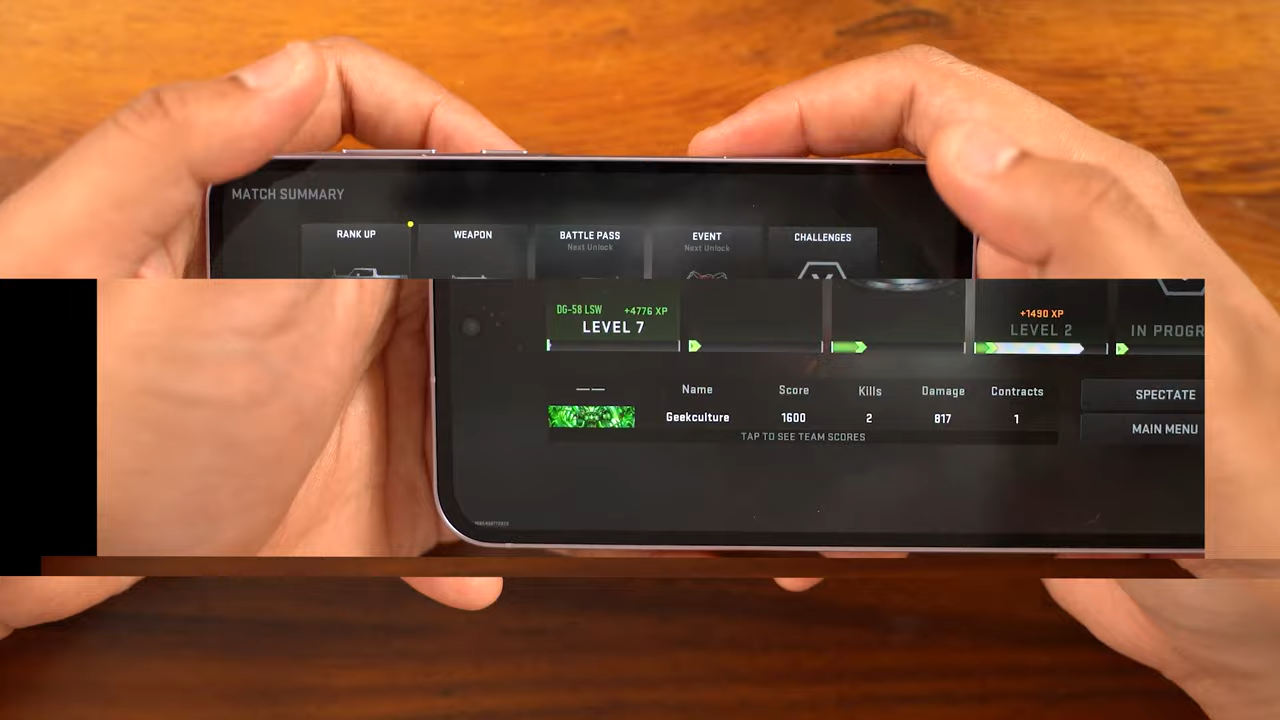 MATCH SUMMARY
RANK UP WEAPON BATTLE PASS EVENT CHALLENGES
Next Unlock Next Unlock
DG-58 LSW +4776 XP +1490 XP
LEVEL 7 LEVEL 2 IN PROGR
Name Score Kills Damage Contracts SPECTATE
Geekculture 1600 2 817 1 MAIN MENU
TAP TO SEE TEAM SCORES